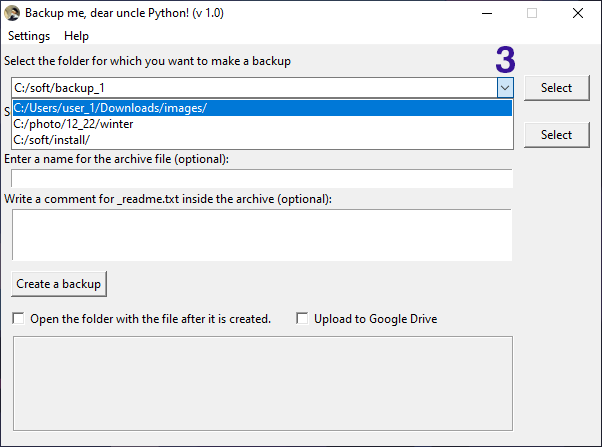 Backup me, dear uncle Python! (v 1.0)
Settings Help
Select the folder for which you want to make a backup
3
C:/soft/backup_1
Select
S
C:/Users/user_1/Downloads/images/
C:/photo/12_22/winter
C:/soft/install/
Select
Enter a name for the archive file (optional):
Write a comment for _readme.txt inside the archive (optional):
Create a backup
Open the folder with the file after it is created.
Upload to Google Drive